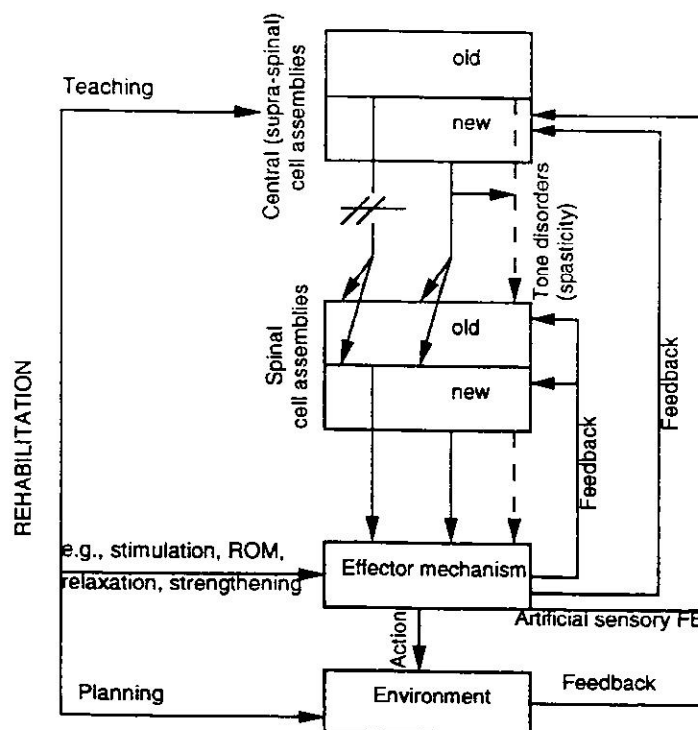 old
Teaching
Central (supra-spinal)
cell assemblies
new
Tone disorders
(spasticity)
old
Spinal
cell assemblies
new
Feedback
Feedback
REHABILITATION
e.g., stimulation, ROM,
relaxation, strengthening
Effector mechanism
Artificial sensory FE
Action
Planning
Environment
Feedback